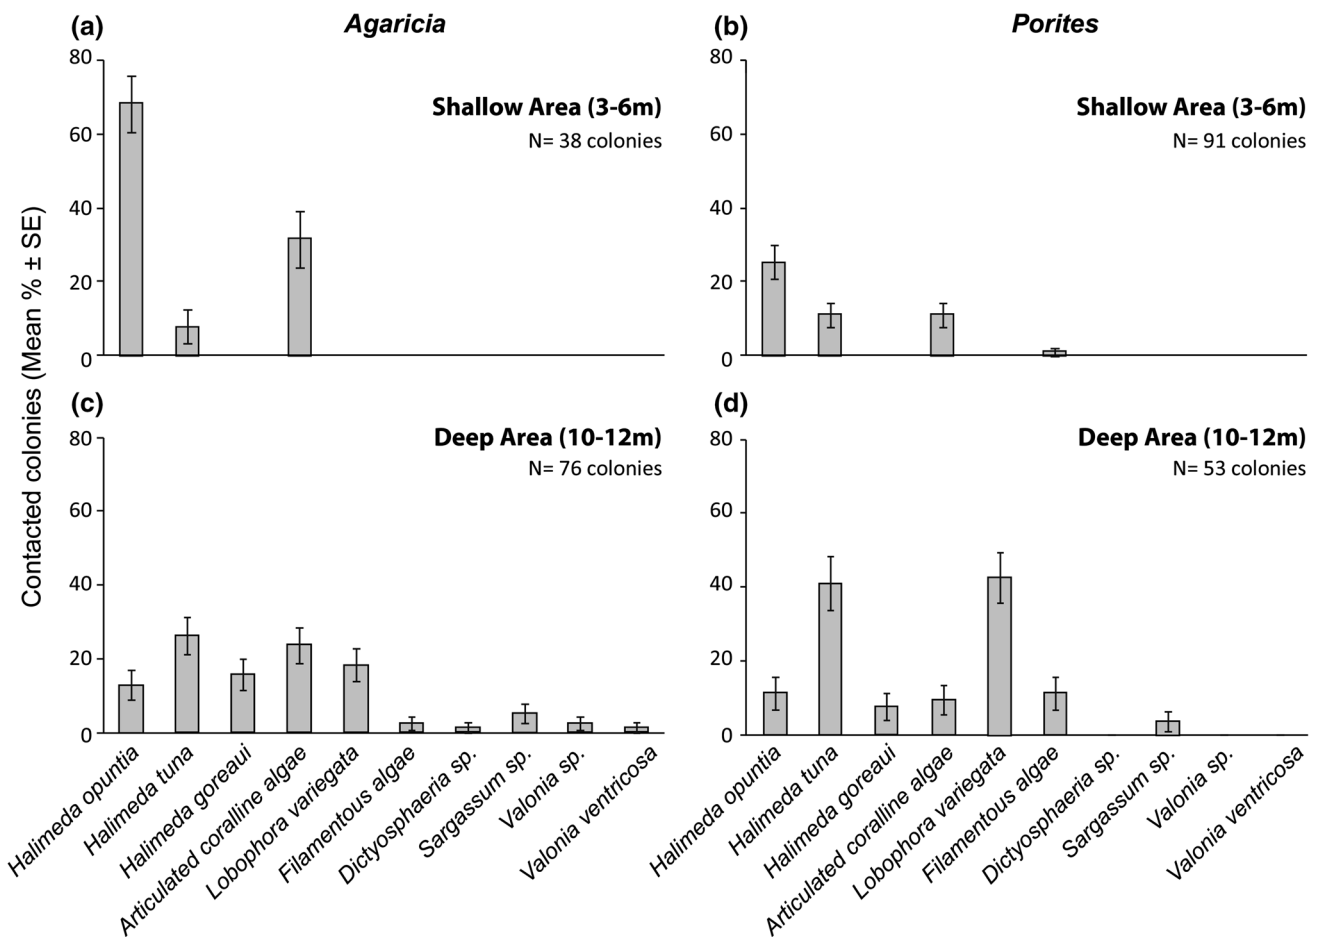 (a)
Agaricia
(b)
Porites
Contacted colonies (Mean % ± SE)
80
60
40
20
0
Shallow Area (3-6m)
N= 38 colonies
80
60
40
20
0
Shallow Area (3-6m)
N= 91 colonies
(c)
80
60
40
20
0
Deep Area (10-12m)
N= 76 colonies
Halimeda opuntia
Halimeda tuna
Halimeda goreaui
Articulated coralline algae
Lobophora variegata
Filamentous algae
Dictyosphaeria sp.
Sargassum sp.
Valonia sp.
Valonia ventricosa
(d)
80
60
40
20
0
Deep Area (10-12m)
N= 53 colonies
Halimeda opuntia
Halimeda tuna
Halimeda goreaui
Articulated coralline algae
Lobophora variegata
Filamentous algae
Dictyosphaeria sp.
Sargassum sp.
Valonia sp.
Valonia ventricosa